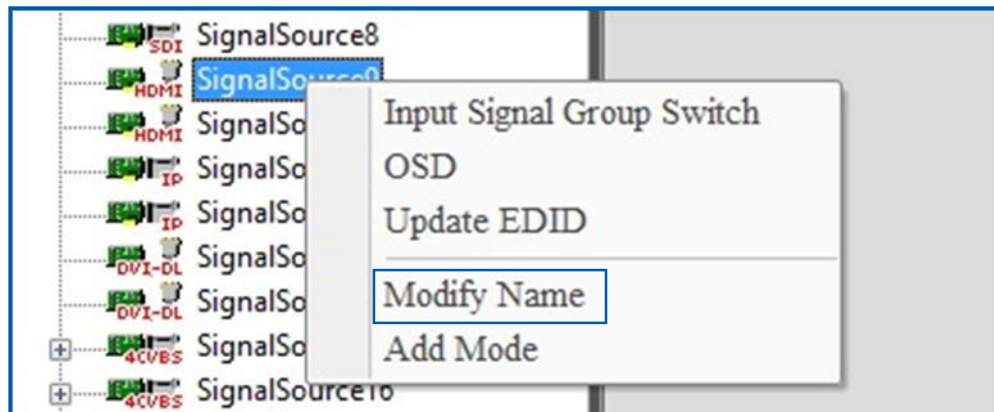 SDI SignalSource8
HDMI SignalSource9
HDMI SignalSo
IP SignalSo
IP SignalSo
DVI-DL SignalSo
DVI-DL SignalSo
4CVBS SignalSo
4CVBS SignalSource16
Input Signal Group Switch
OSD
Update EDID
Modify Name
Add Mode